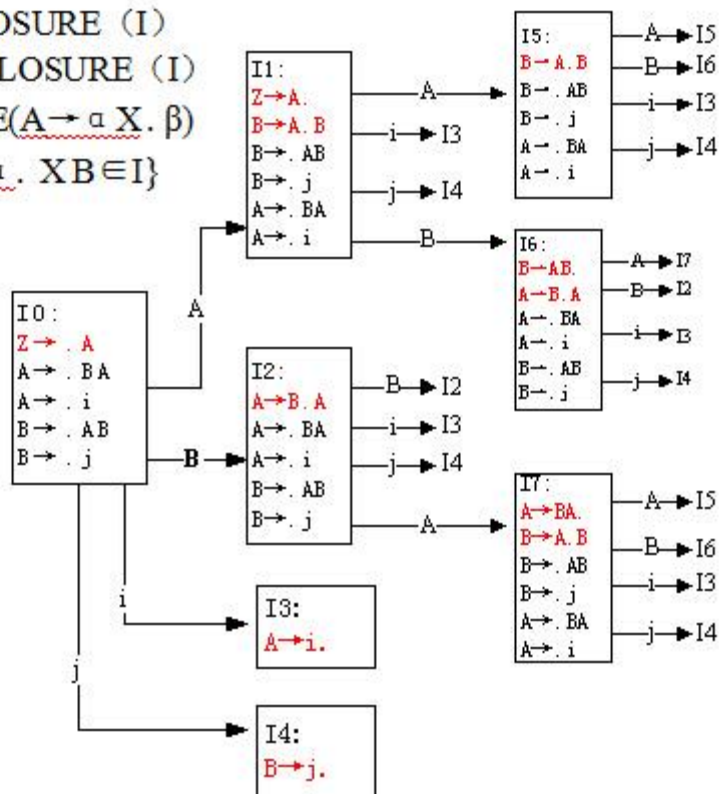 OSURE（I）
LOSURE（I）
E(A→αX.β)
. XB∈I}
I0:
Z→.A
A→.BA
A→.i
B→.AB
B→.j
A
B
i
j
I1:
Z→A.
B→A.B
B→.AB
B→.j
A→.BA
A→.i
A
i→I3
j→I4
B
I2:
A→B.A
A→.BA
A→.i
B→.AB
B→.j
B→I2
i→I3
j→I4
A
I3:
A→i.
I4:
B→j.
I5:
B→A.B
B→.AB
B→.j
A→.BA
A→.i
A→I5
B→I6
i→I3
j→I4
I6:
B→AB.
A→B.A
A→.BA
A→.i
B→.AB
B→.j
A→I7
B→I2
i→I3
j→I4
I7:
A→BA.
B→A.B
B→.AB
B→.j
A→.BA
A→.i
A→I5
B→I6
i→I3
j→I4